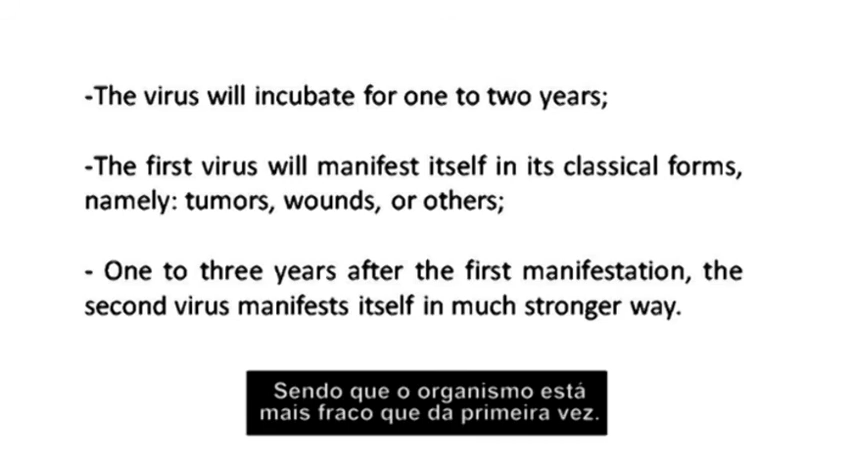 -The virus will incubate for one to two years;
-The first virus will manifest itself in its classical forms,
namely: tumors, wounds, or others;
- One to three years after the first manifestation, the
second virus manifests itself in much stronger way.
Sendo que o organismo está
mais fraco que da primeira vez.